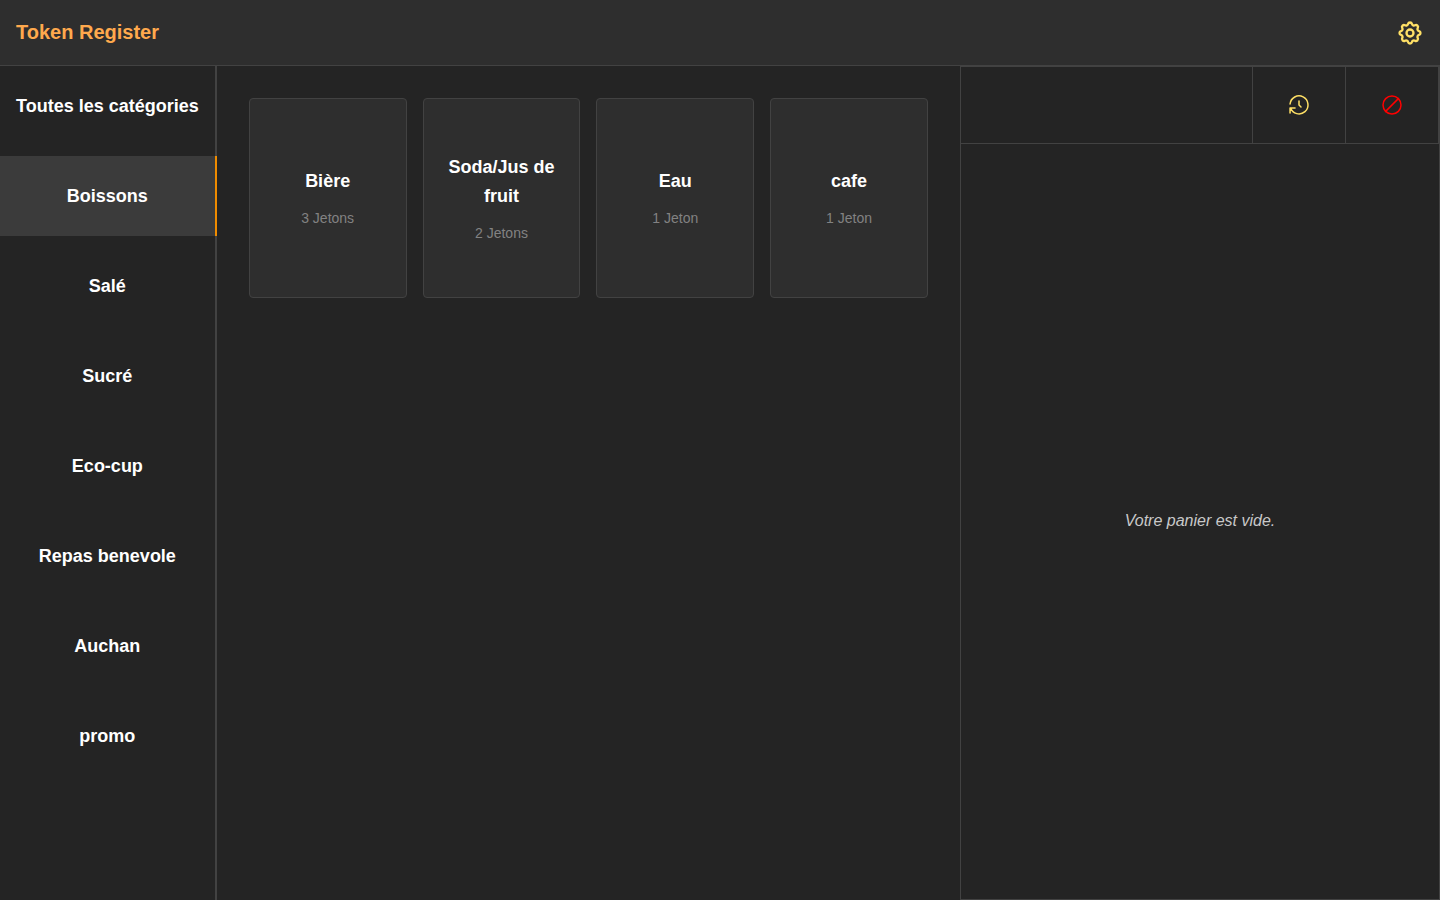 Token Register
Toutes les catégories
Boissons
Salé
Sucré
Eco-cup
Repas benevole
Auchan
promo
Bière
3 Jetons
Soda/Jus de
fruit
2 Jetons
Eau
1 Jeton
cafe
1 Jeton
Votre panier est vide.